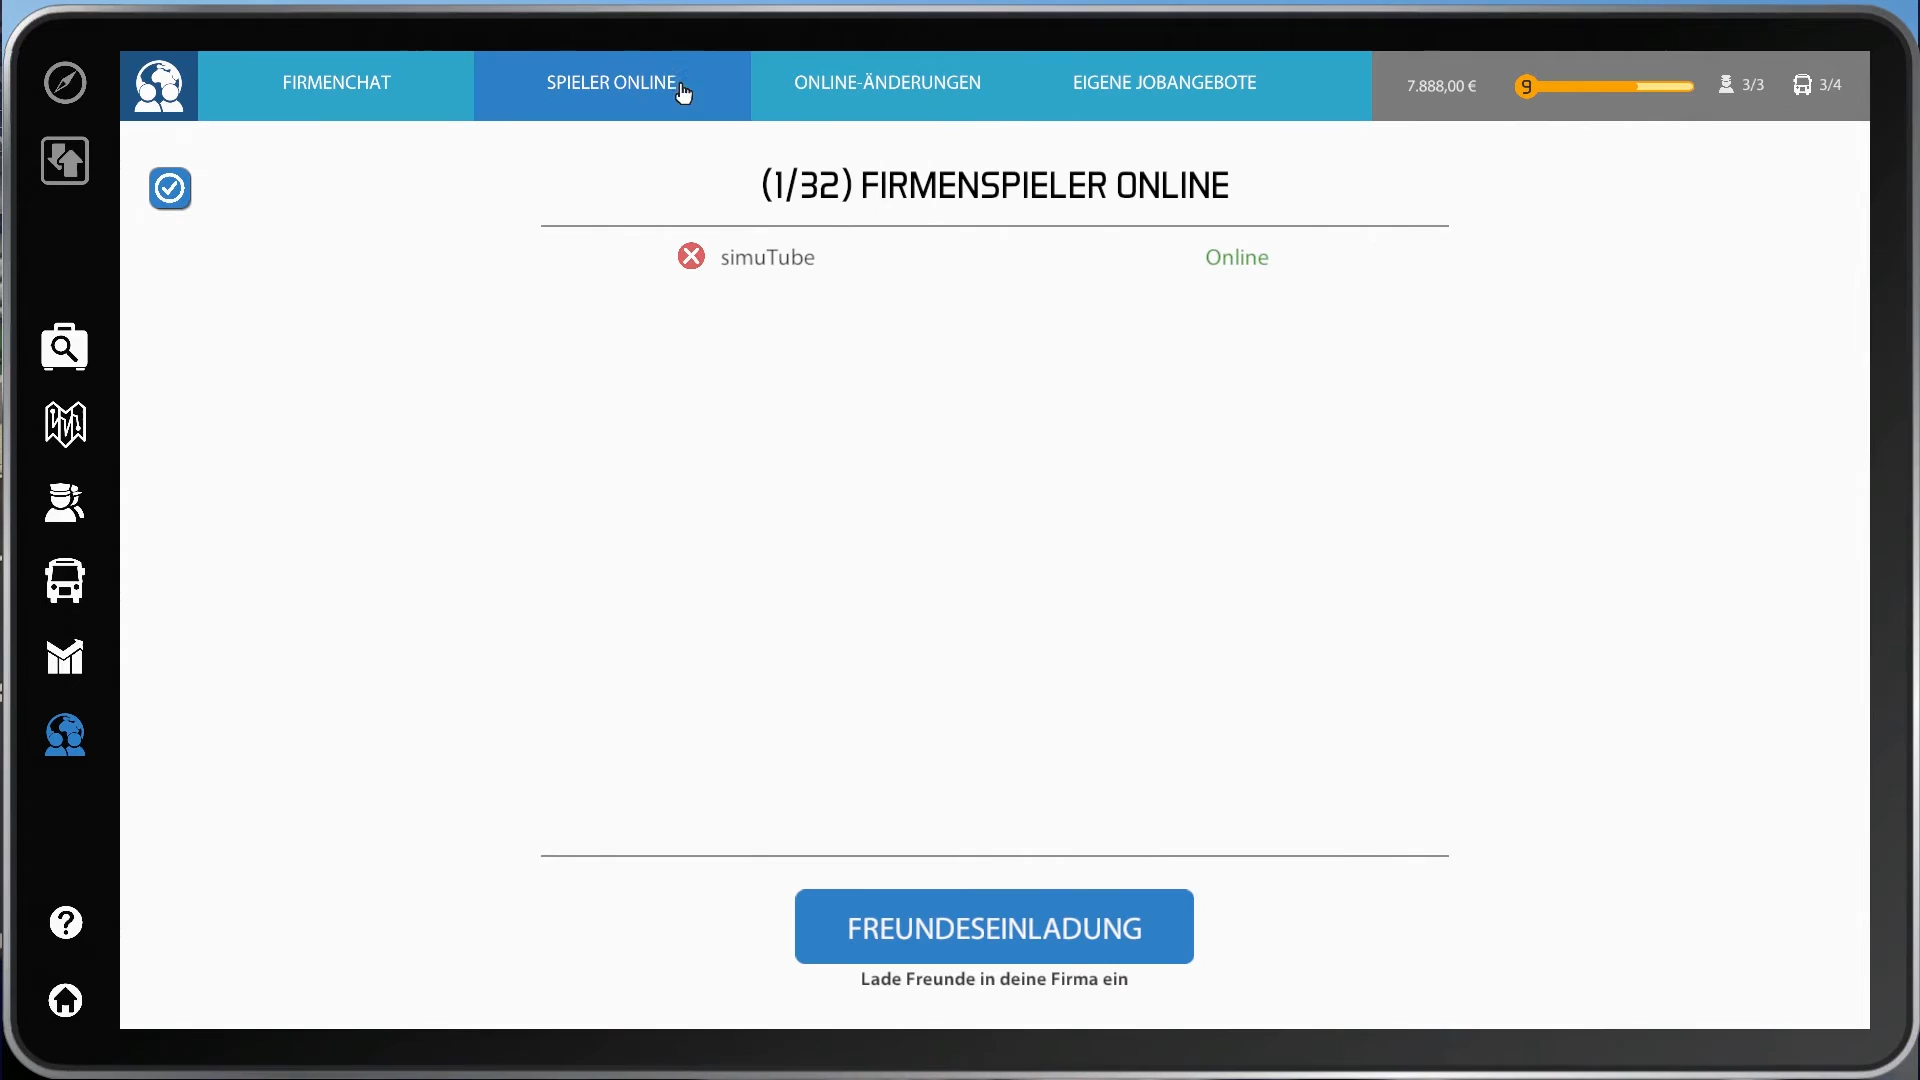 FIRMENCHAT
SPIELER ONLINE
ONLINE-ÄNDERUNGEN
EIGENE JOBANGEBOTE
7.888,00 €
9
3/3
3/4
(1/32) FIRMENSPIELER ONLINE
simuTube
Online
FREUNDESEINLADUNG
Lade Freunde in deine Firma ein